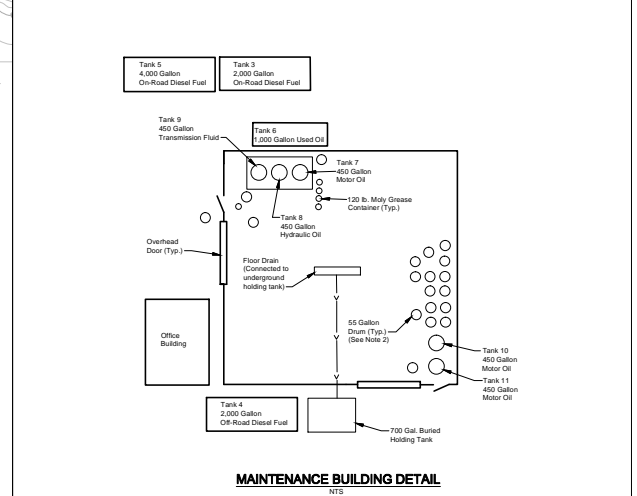 Tank 5
4,000 Gallon
On-Road Diesel Fuel
Tank 3
2,000 Gallon
On-Road Diesel Fuel
Tank 9
450 Gallon
Transmission Fluid
Tank 6
1,000 Gallon Used Oil
Tank 7
450 Gallon
Motor Oil
120 lb. Moly Grease
Container (Typ.)
Tank 8
450 Gallon
Hydraulic Oil
Overhead
Door (Typ.)
Floor Drain
(Connected to
underground
holding tank)
Office
Building
55 Gallon
Drum (Typ.)
(See Note 2)
Tank 10
450 Gallon
Motor Oil
Tank 11
450 Gallon
Motor Oil
Tank 4
2,000 Gallon
Off-Road Diesel Fuel
700 Gal. Buried
Holding Tank
MAINTENANCE BUILDING DETAIL
NTS